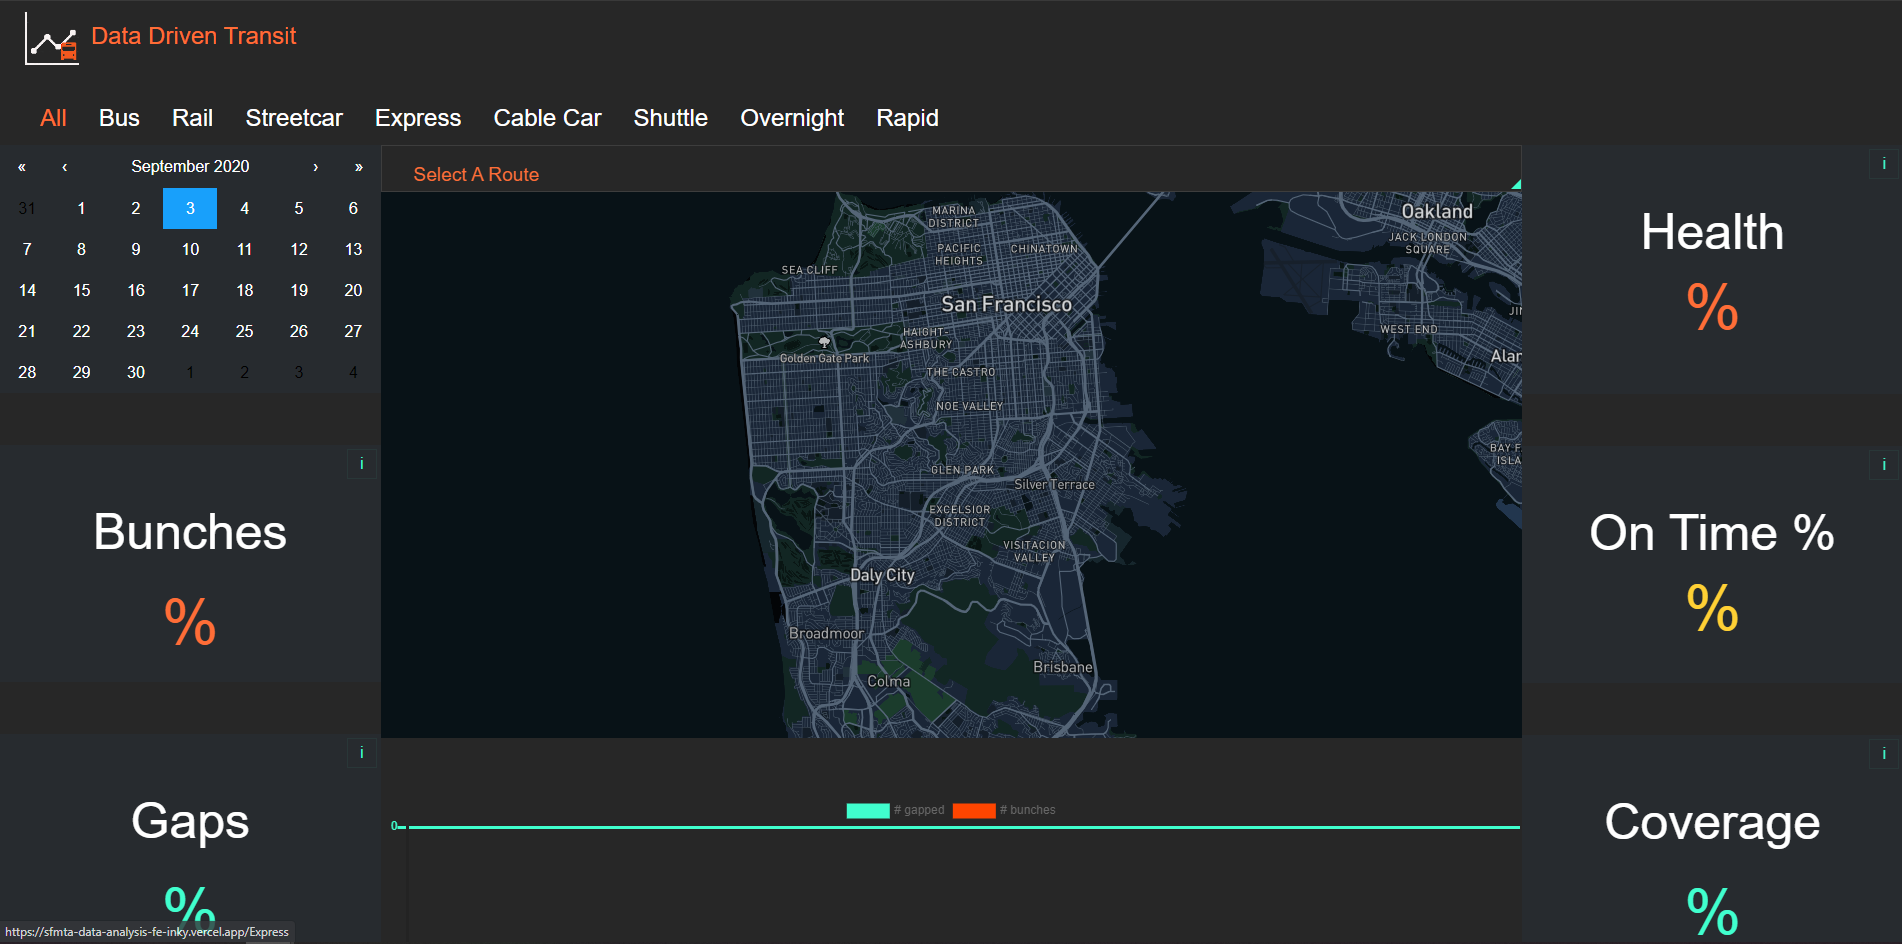 Data Driven Transit
All Bus Rail Streetcar Express Cable Car Shuttle Overnight Rapid
« ‹ September 2020 › »
31 1 2 3 4 5 6
7 8 9 10 11 12 13
14 15 16 17 18 19 20
21 22 23 24 25 26 27
28 29 30 1 2 3 4
Bunches
%
i
Gaps
%
i
https://sfmta-data-analysis-fe-inky.vercel.app/Express
Select A Route
MARINA
DISTRICT
PACIFIC
HEIGHTS
CHINATOWN
SEA CLIFF
San Francisco
HAIGHT-
ASHBURY
Golden Gate Park
THE CASTRO
NOE VALLEY
GLEN PARK
Silver Terrace
EXCELSIOR
DISTRICT
VISITACION
VALLEY
Daly City
Broadmoor
Brisbane
Colma
Oakland
JACK LONDON
SQUARE
WEST END
JI
Alar
BAY F
ISLA
# gapped # bunches
0
i
Health
%
i
On Time %
%
i
Coverage
%